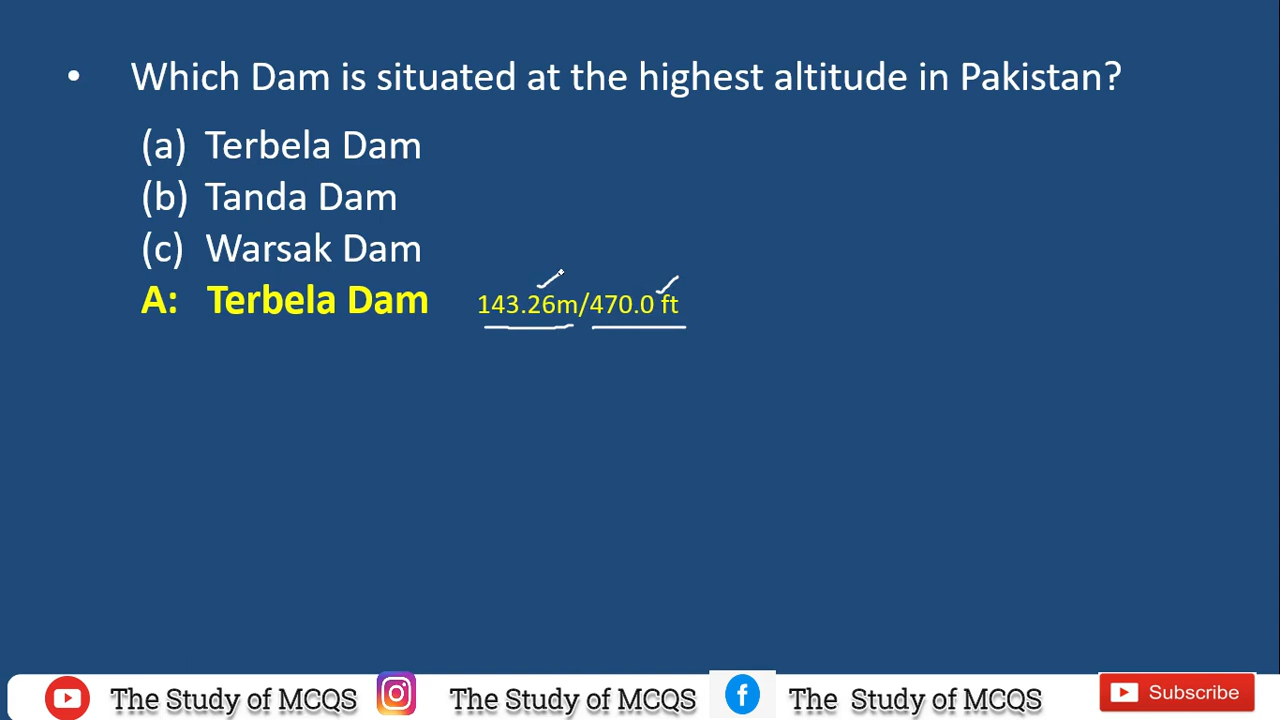 • Which Dam is situated at the highest altitude in Pakistan?
(a) Terbela Dam
(b) Tanda Dam
(c) Warsak Dam
A: Terbela Dam 143.26m/470.0 ft
The Study of MCQS The Study of MCQS The Study of MCQS Subscribe